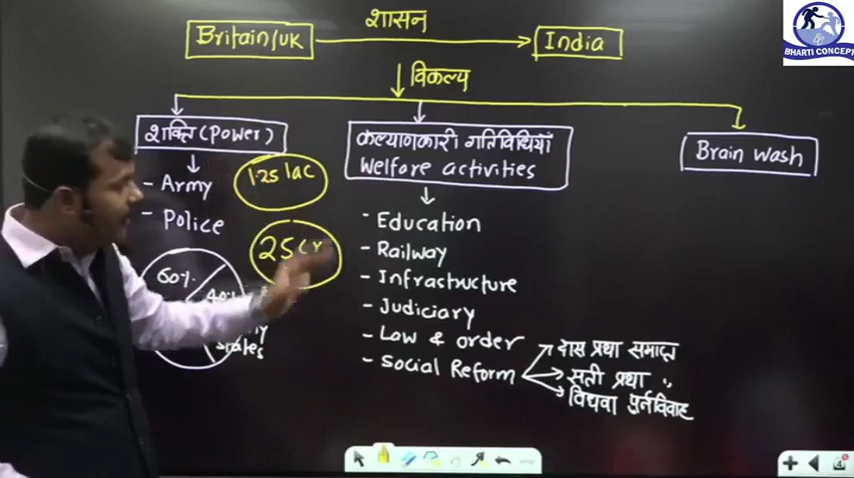 शासन
Britain/UK
India
BHARTI CONCEPT
विकल्प
शक्ति (Power)
कल्याणकारी गतिविधियाँ
Welfare activities
Brain wash
- Army
1.25 lac
- Police
25 Cr
60%.
40%
states
- Education
- Railway
- Infrastructure
- Judiciary
- Law & order
- Social Reform
दास प्रथा समाप्त
सती प्रथा "
विधवा पुर्नविवाह